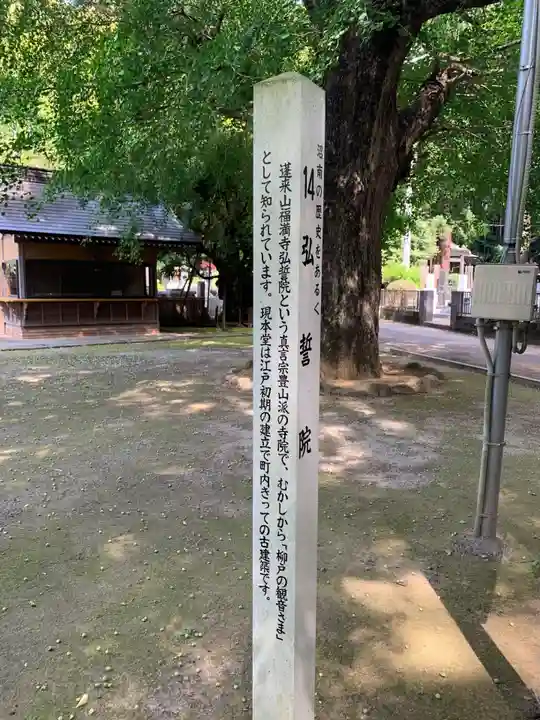 沼南の歴史をあるく
14 弘誓院
蓬来山福満寺弘誓院という真言宗豊山派の寺院で、むかしから「柳戸の観音さま」
として知られています。現本堂は江戸初期の建立で町内きっての古建築です。